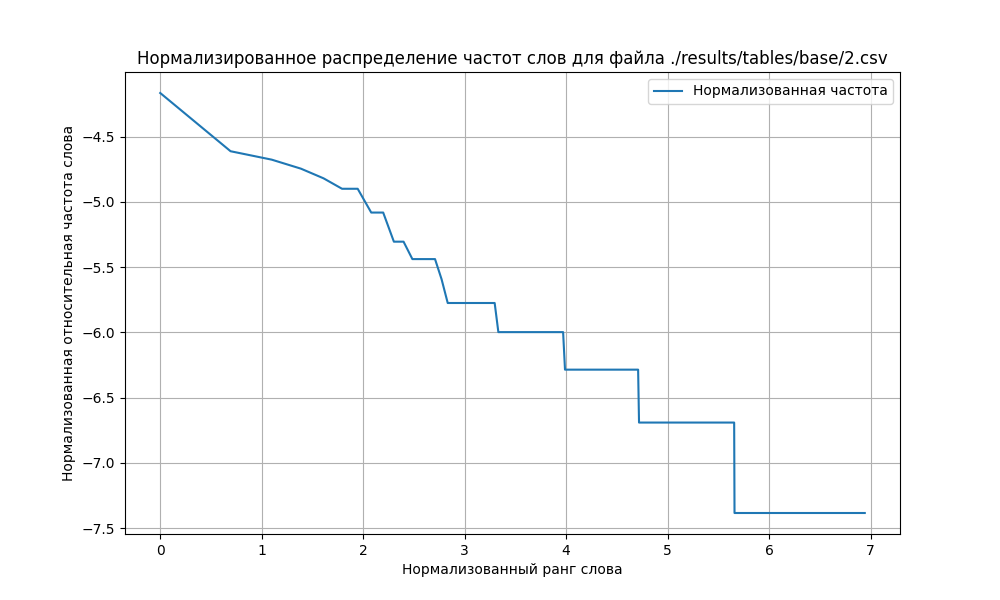 Нормализированное распределение частот слов для файла ./results/tables/base/2.csv
Нормализованная частота
Нормализованная относительная частота слова
−4.5
−5.0
−5.5
−6.0
−6.5
−7.0
−7.5
0 1 2 3 4 5 6 7
Нормализованный ранг слова